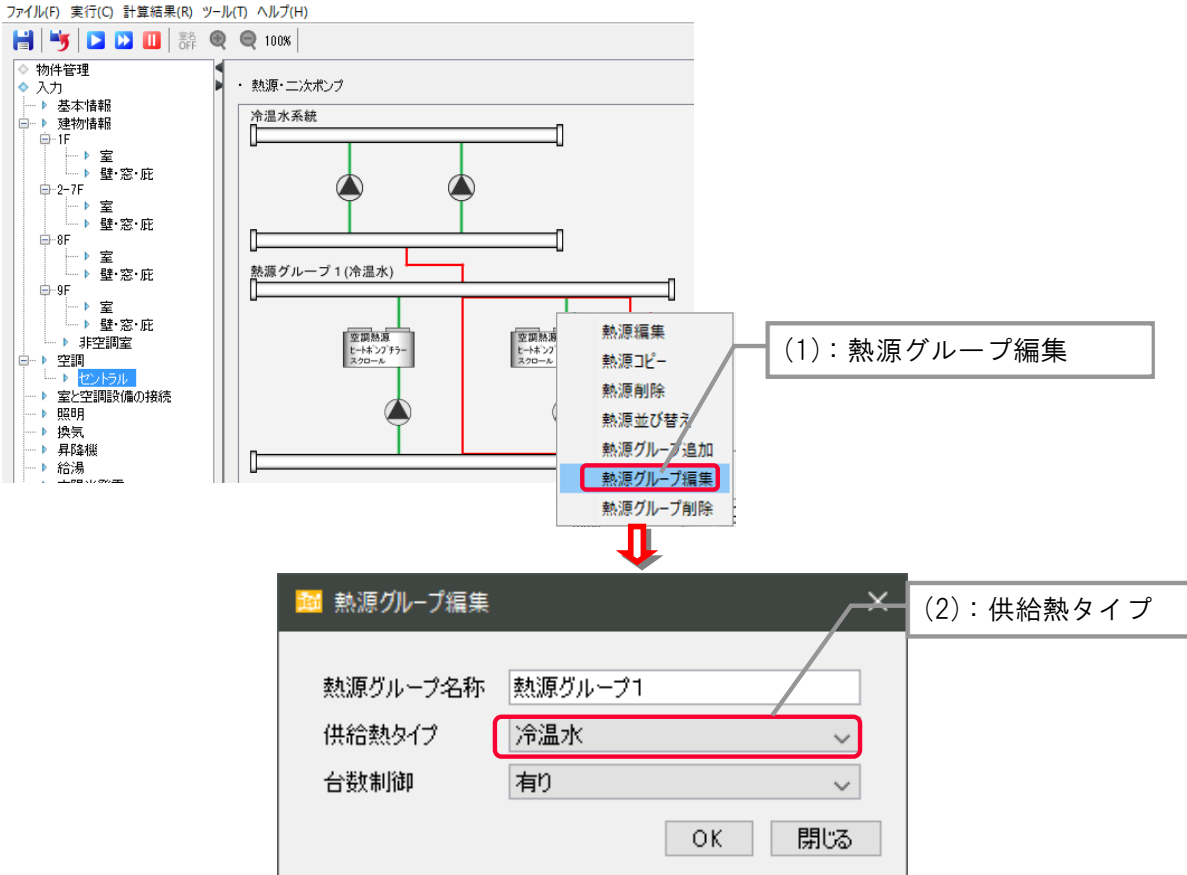 ファイル(F) 実行(C) 計算結果(R) ツール(T) ヘルプ(H)
室名
OFF
100%
物件管理
入力
基本情報
建物情報
1F
室
壁・窓・庇
2-7F
室
壁・窓・庇
8F
室
壁・窓・庇
9F
室
壁・窓・庇
非空調室
空調
セントラル
室と空調設備の接続
照明
換気
昇降機
給湯
・ 熱源・二次ポンプ
冷温水系統
熱源グループ1(冷温水)
空調熱源
ヒートポンプチラー
スクロール
空調熱源
ヒートポンプ
スクロール
熱源編集
熱源コピー
熱源削除
熱源並び替え
熱源グループ追加
熱源グループ編集
熱源グループ削除
(1)：熱源グループ編集
熱源グループ編集
(2)：供給熱タイプ
熱源グループ名称 熱源グループ1
供給熱タイプ 冷温水
台数制御 有り
OK 閉じる